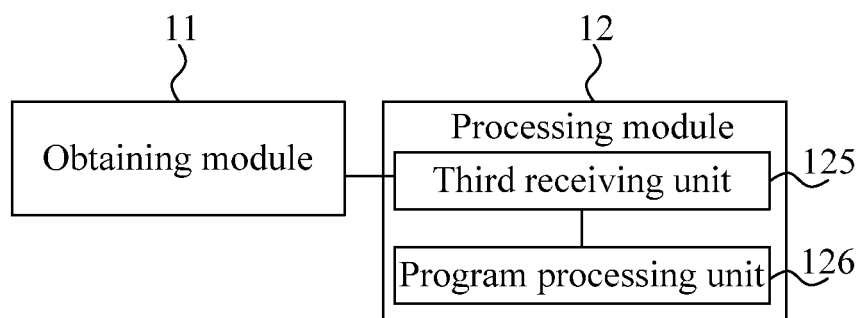 11
12
Obtaining module
Processing module
Third receiving unit
125
Program processing unit
126